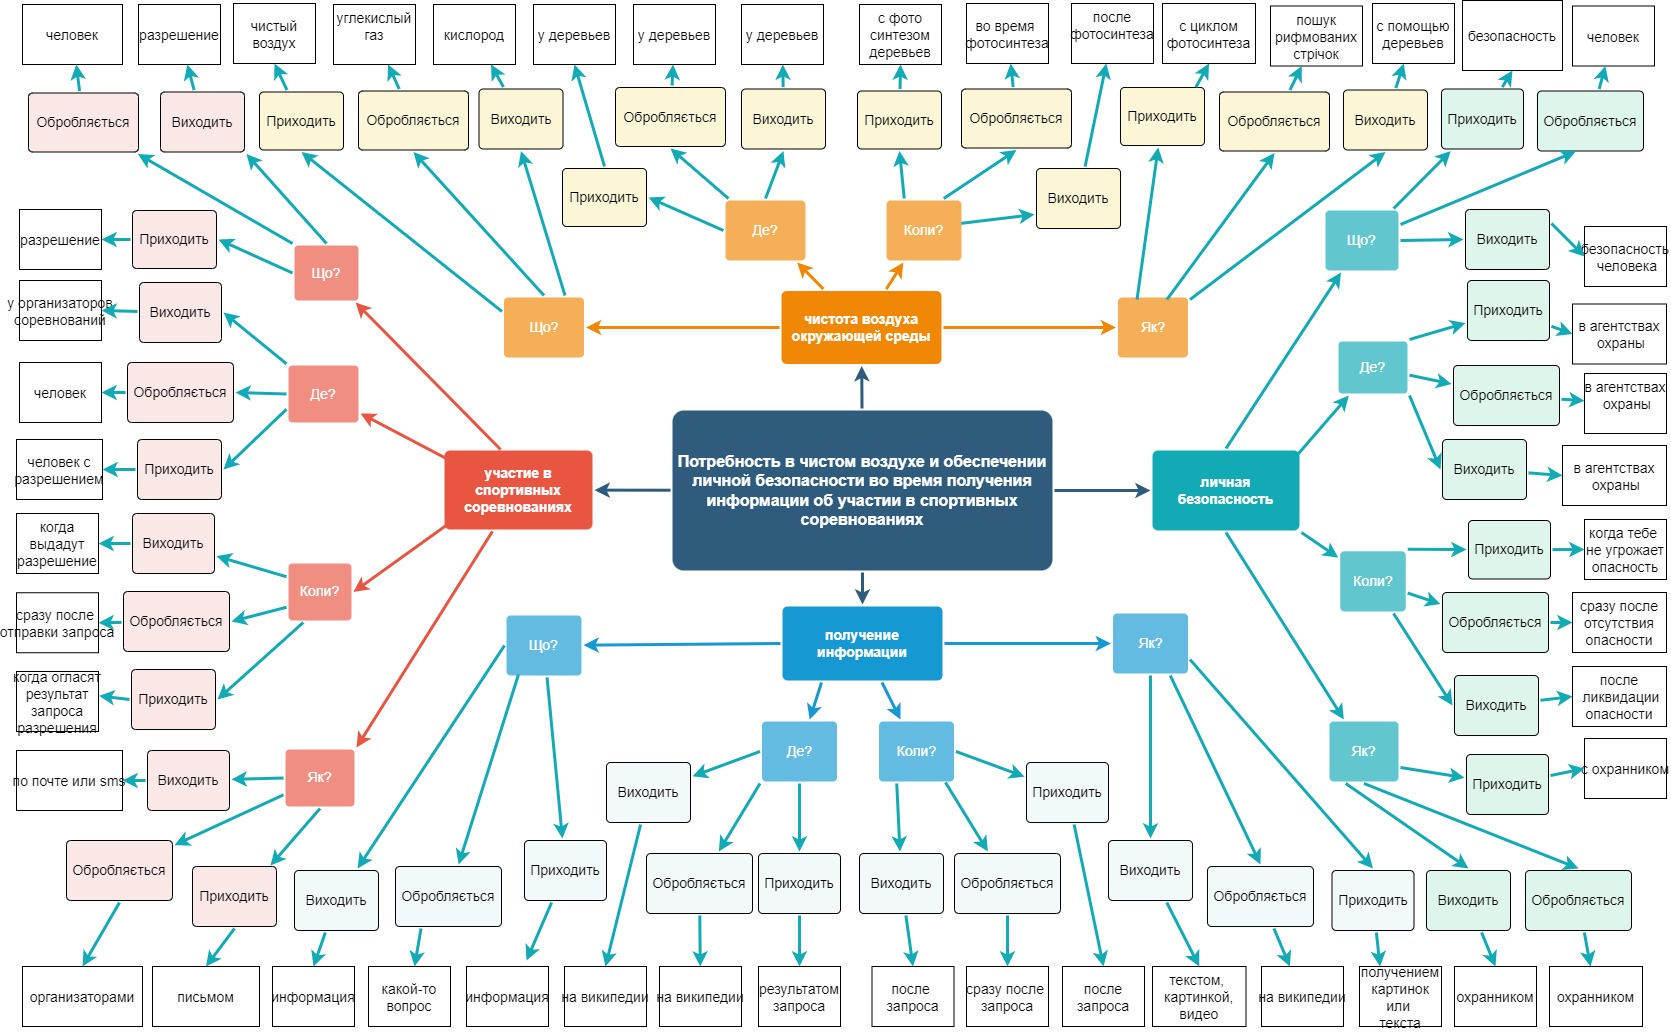 человек
разрешение
чистый
воздух
углекислый
газ
кислород
у деревьев
у деревьев
у деревьев
с фото
синтезом
деревьев
во время
фотосинтеза
после
фотосинтеза
с циклом
фотосинтеза
пошук
рифмованих
стрічок
с помощью
деревьев
безопасность
человек
Обробляється
Виходить
Приходить
Обробляється
Виходить
Приходить
Обробляється
Виходить
Приходить
Обробляється
Виходить
Приходить
Обробляється
Виходить
Приходить
Обробляється
разрешение
Приходить
Що?
Де?
Коли?
Що?
Виходить
безопасность
человека
у организаторов
соревнований
Виходить
Що?
чистота воздуха
окружающей среды
Як?
Приходить
в агентствах
охраны
человек
Обробляється
Де?
Де?
Обробляється
в агентствах
охраны
человек с
разрешением
Приходить
участие в
спортивных
соревнованиях
Потребность в чистом воздухе и обеспечении
личной безопасности во время получения
информации об участии в спортивных
соревнованиях
личная
безопасность
Виходить
в агентствах
охраны
когда
выдадут
разрешение
Виходить
Коли?
Коли?
Приходить
когда тебе
не угрожает
опасность
сразу после
отправки запроса
Обробляється
Обробляється
сразу после
отсутствия
опасности
когда огласят
результат
запроса
разрешения
Приходить
Що?
получение
информации
Як?
Виходить
после
ликвидации
опасности
по почте или sms
Виходить
Як?
Виходить
Де?
Коли?
Приходить
Як?
Приходить
с охранником
Обробляється
Приходить
Виходить
Обробляється
Приходить
Обробляється
Приходить
Виходить
Обробляється
Виходить
Обробляється
Приходить
Виходить
Обробляється
организаторами
письмом
информация
какой-то
вопрос
информация
на википедии
на википедии
результатом
запроса
после
запроса
сразу после
запроса
после
запроса
текстом,
картинкой,
видео
на википедии
получением
картинок
или
текста
охранником
охранником